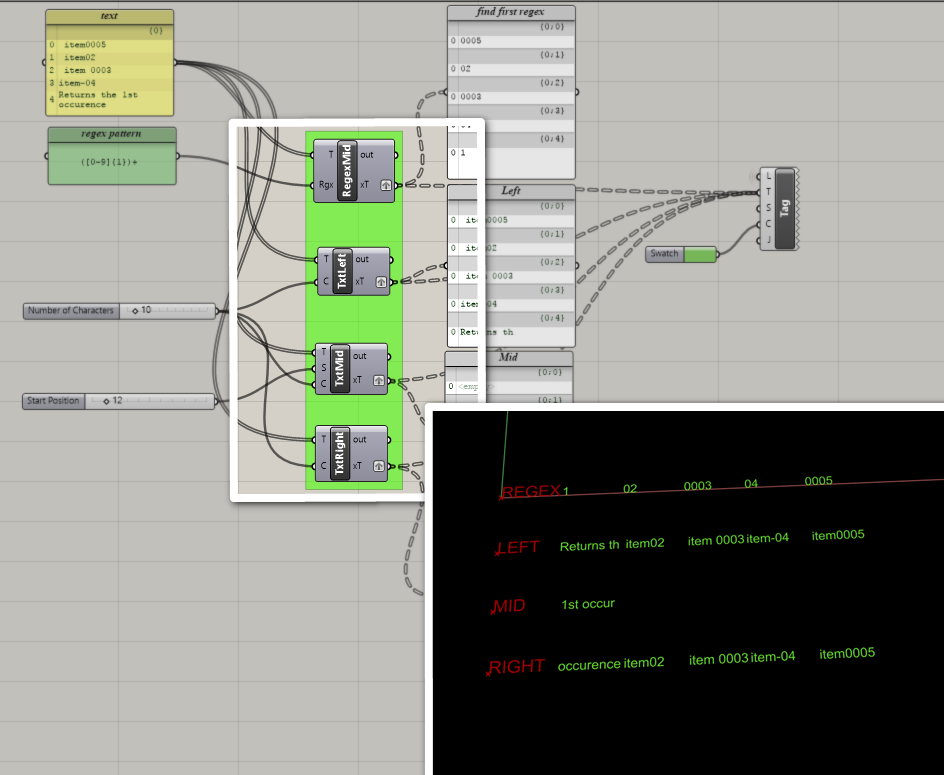 text
{0}
0 item0005
1 item02
2 item 0003
3 item-04
4 Returns the 1st
occurence
regex pattern
([0-9]{1})+
Number of Characters 10
Start Position 12
T out
RegexMid
Rgx xT
T out
TxtLeft
C xT
T out
TxtMid
S
C xT
T out
TxtRight
C xT
find first regex
{0;0}
0 0005
{0;1}
0 02
{0;2}
0 0003
{0;3}
{0;4}
0 1
Left
{0;0}
0 item0005
{0;1}
0 item02
{0;2}
0 item 0003
{0;3}
0 item-04
{0;4}
0 Returns th
Mid
{0;0}
0 <empty>
{0;1}
Swatch
L
T
S
C
J
Tag
REGEX 1 02 0003 04 0005
LEFT Returns th item02 item 0003 item-04 item0005
MID 1st occur
RIGHT occurence item02 item 0003 item-04 item0005